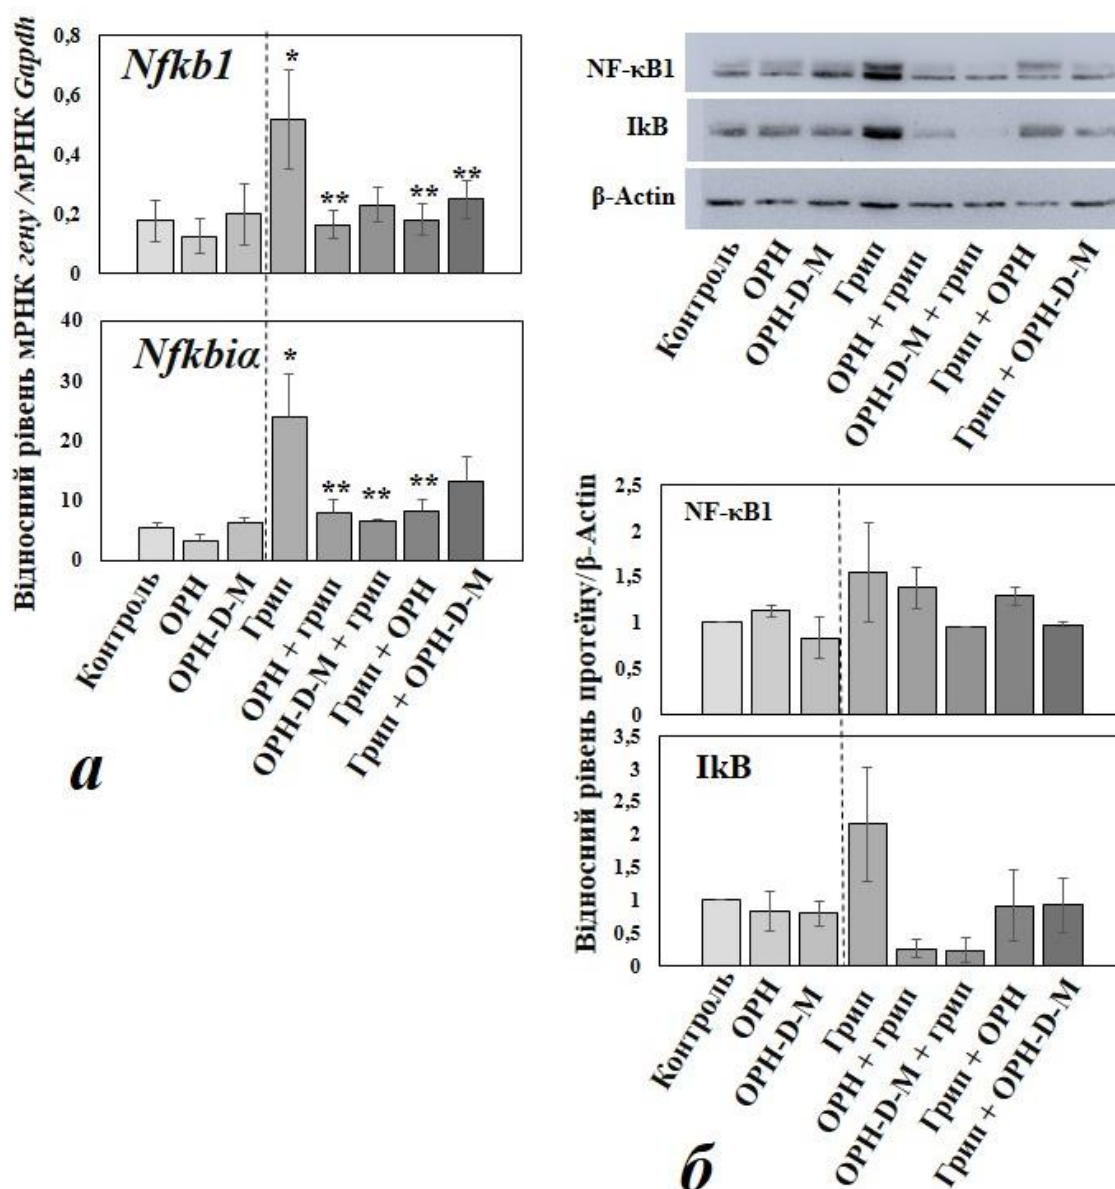 Відносний рівень мРНК гену /мРНК Gapdh
Nfkb1
0,8
0,6
0,4
0,2
0
*
**
**
**
Nfkbiα
40
30
20
10
0
*
**
**
**
Контроль
ОРН
ОРН-D-M
Грип
ОРН + грип
ОРН-D-M + грип
Грип + ОРН
Грип + ОРН-D-M
а
NF-κB1
IkB
β-Actin
Контроль
ОРН
ОРН-D-M
Грип
ОРН + грип
ОРН-D-M + грип
Грип + ОРН
Грип + ОРН-D-M
Відносний рівень протеїну/β-Actin
NF-κB1
2,5
2
1,5
1
0,5
0
IkB
3,5
3
2,5
2
1,5
1
0,5
0
Контроль
ОРН
ОРН-D-M
Грип
ОРН + грип
ОРН-D-M + грип
Грип + ОРН
Грип + ОРН-D-M
б